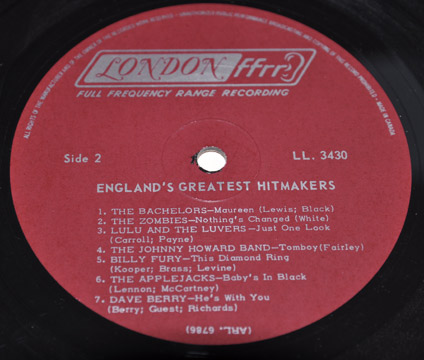 LONDON ffrr
FULL FREQUENCY RANGE RECORDING
Side 2
LL. 3430
ENGLAND'S GREATEST HITMAKERS
1. THE BACHELORS—Maureen (Lewis; Black)
2. THE ZOMBIES—Nothing's Changed (White)
3. LULU AND THE LUVERS—Just One Look
(Carroll; Payne)
4. THE JOHNNY HOWARD BAND—Tomboy (Fairley)
5. BILLY FURY—This Diamond Ring
(Kooper; Brass; Levine)
6. THE APPLEJACKS—Baby's In Black
(Lennon; McCartney)
7. DAVE BERRY—He's With You
(Berry; Guest; Richards)
(ARL. 6786)